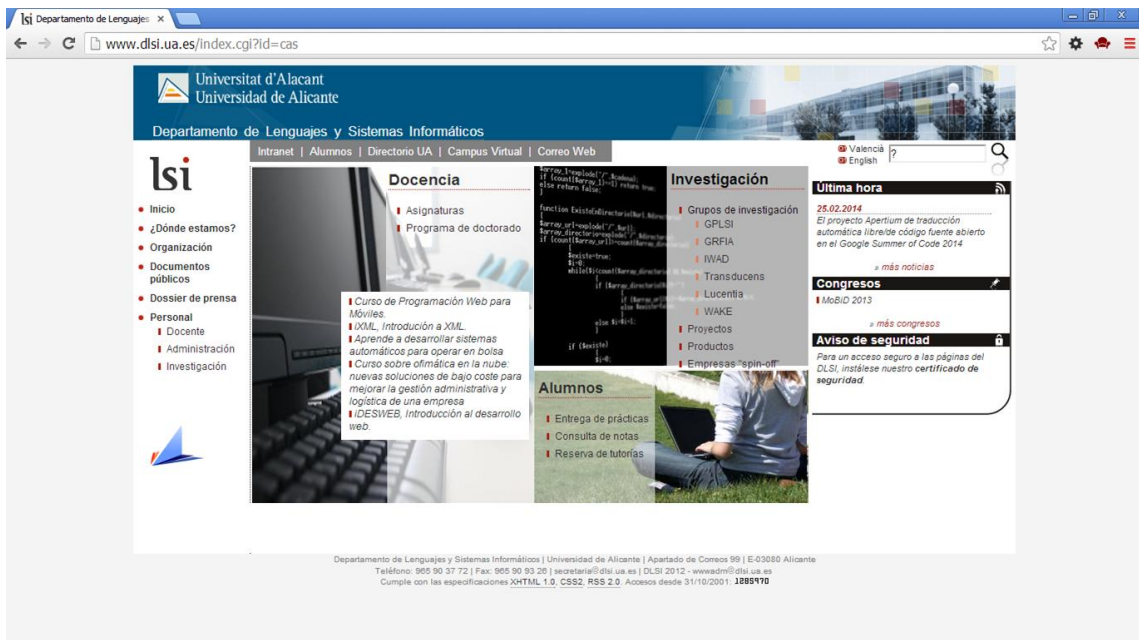 lsi Departamento de Lenguajes
www.dlsi.ua.es/index.cgi?id=cas
Universitat d'Alacant
Universidad de Alicante
Departamento de Lenguajes y Sistemas Informáticos
Intranet | Alumnos | Directorio UA | Campus Virtual | Correo Web
Valencià
English
?
lsi
Inicio
¿Dónde estamos?
Organización
Documentos
públicos
Dossier de prensa
Personal
Docente
Administración
Investigación
Docencia
Asignaturas
Programa de doctorado
Curso de Programación Web para
Móviles.
iXML, Introdución a XML.
Aprende a desarrollar sistemas
automáticos para operar en bolsa
Curso sobre ofimática en la nube:
nuevas soluciones de bajo coste para
mejorar la gestión administrativa y
logística de una empresa
iDESWEB, Introducción al desarrollo
web.
else return false;
if ($existe)
Investigación
Grupos de investigación
GPLSI
GRFIA
IWAD
Transducens
Lucentia
WAKE
Proyectos
Productos
Empresas "spin-off"
Alumnos
Entrega de prácticas
Consulta de notas
Reserva de tutorías
Última hora
25.02.2014
El proyecto Apertium de traducción
automática libre/de código fuente abierto
en el Google Summer of Code 2014
» más noticias
Congresos
MoBiD 2013
» más congresos
Aviso de seguridad
Para un acceso seguro a las páginas del
DLSI, instálese nuestro certificado de
seguridad.
Departamento de Lenguajes y Sistemas Informáticos | Universidad de Alicante | Apartado de Correos 99 | E-03080 Alicante
Teléfono: 965 90 37 72 | Fax: 965 90 93 26 | secretaria@dlsi.ua.es | DLSI 2012 - wwwadm@dlsi.ua.es
Cumple con las especificaciones XHTML 1.0, CSS2, RSS 2.0. Accesos desde 31/10/2001: 1285970